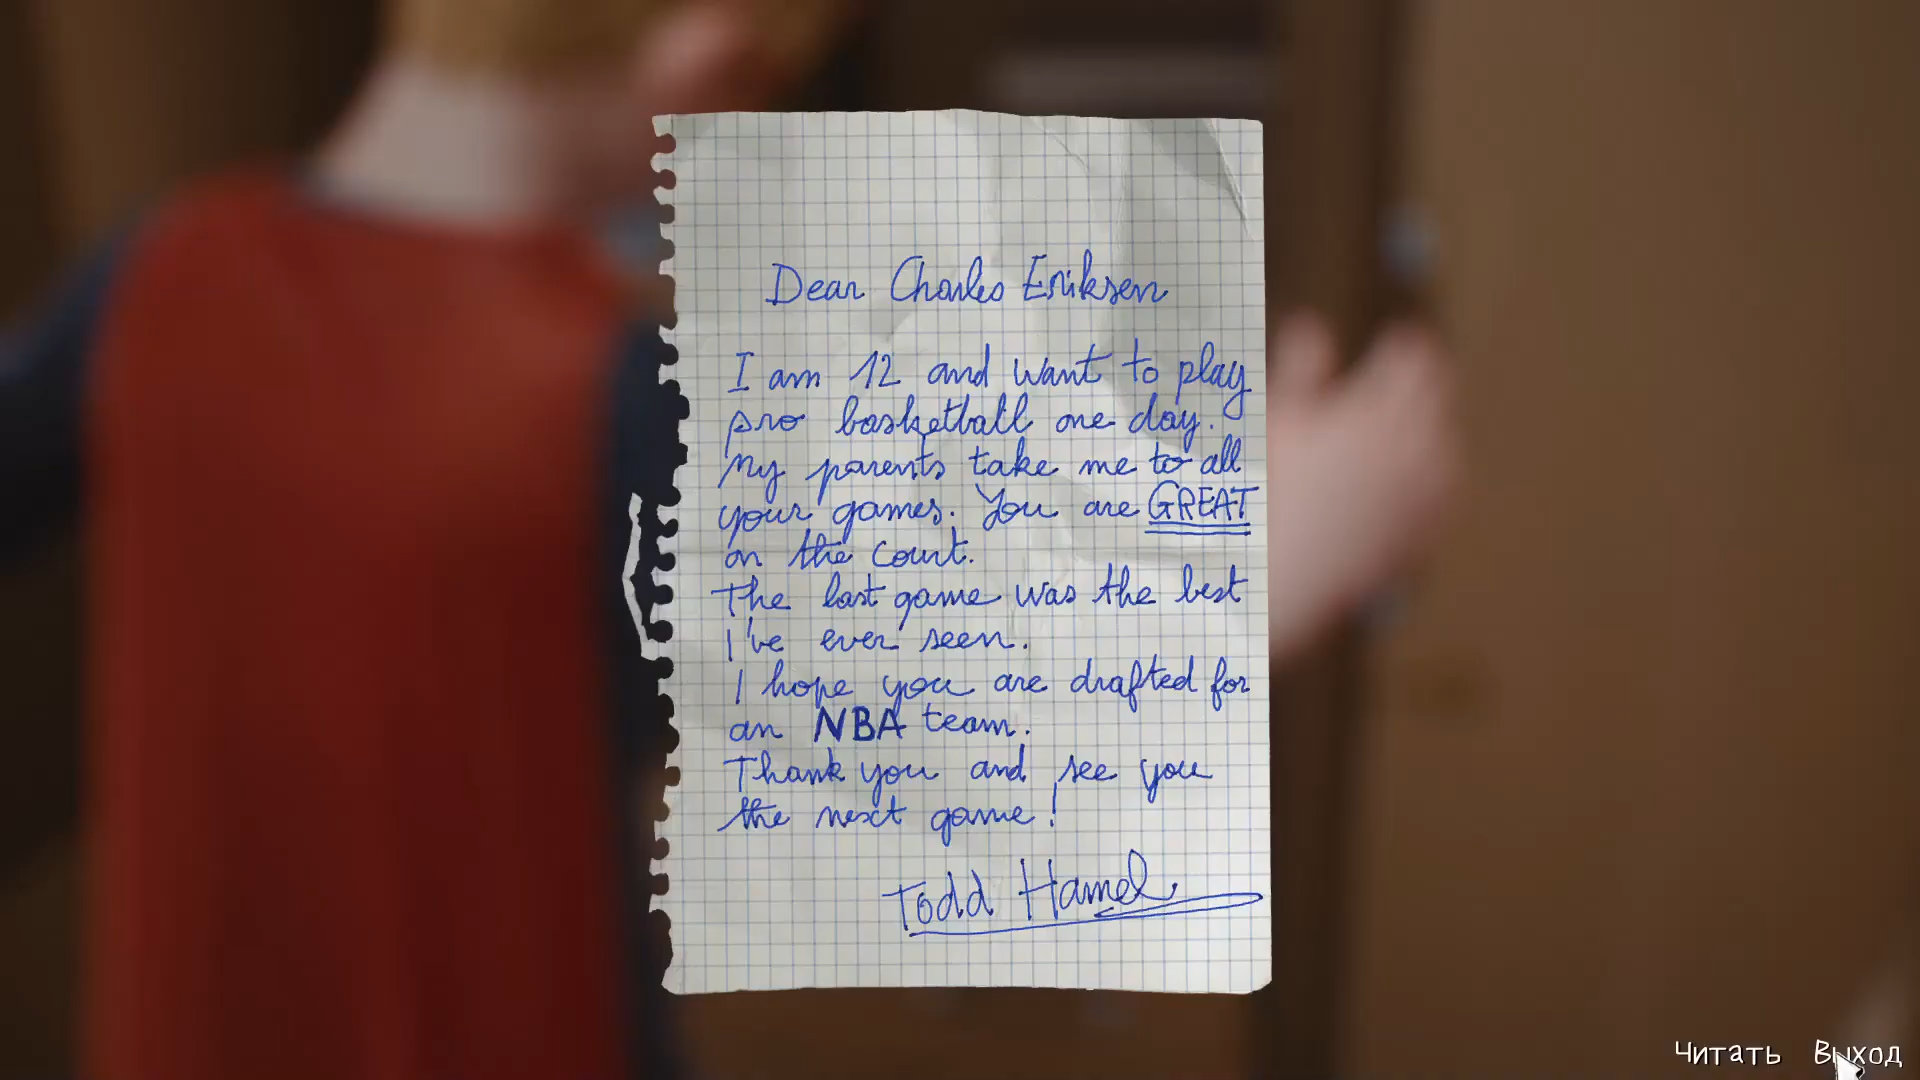 Dear Charles Eriksen
I am 12 and want to play
pro basketball one day.
My parents take me to all
your games. You are GREAT
on the court.
The last game was the best
I've ever seen.
I hope you are drafted for
an NBA team.
Thank you and see you
the next game!
Todd Hamel
Читать Выход